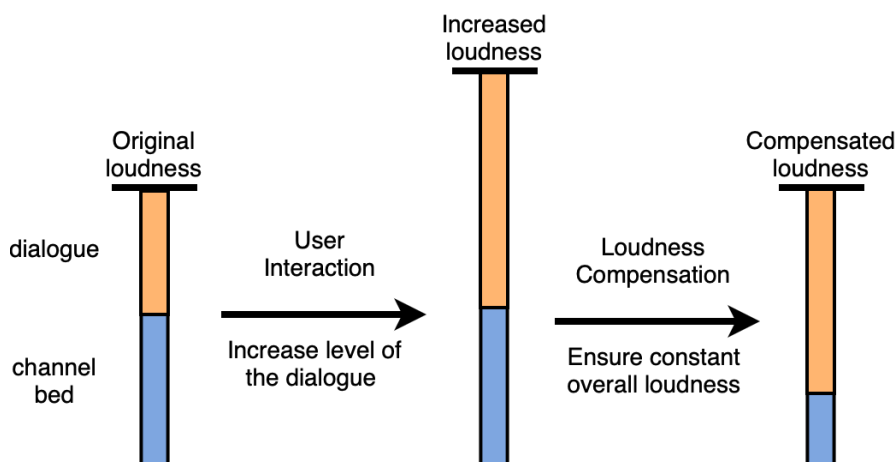 Increased
loudness
Original
loudness
Compensated
loudness
dialogue
User
Interaction
Loudness
Compensation
channel
bed
Increase level of
the dialogue
Ensure constant
overall loudness